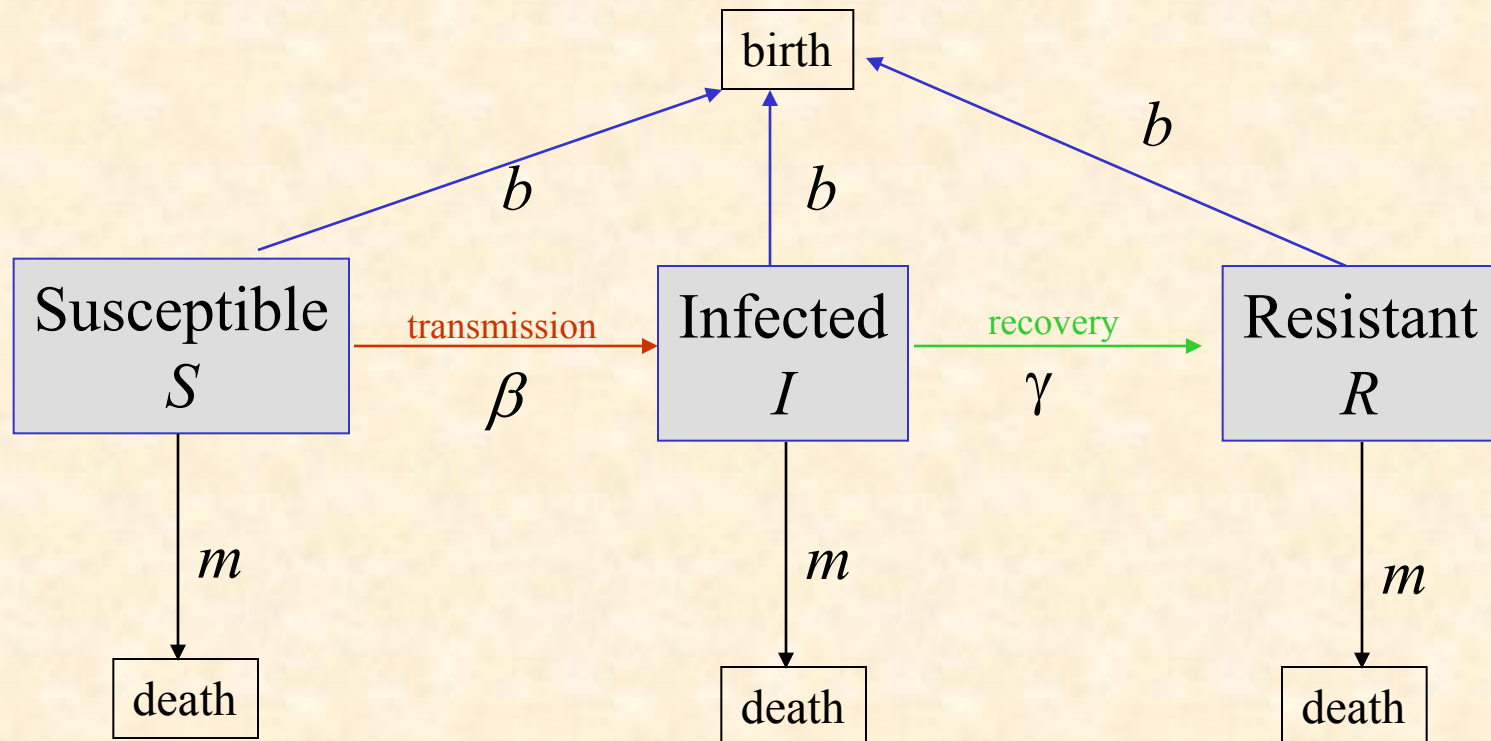 birth
b
b
b
Susceptible
S
transmission
β
Infected
I
recovery
γ
Resistant
R
m
m
m
death
death
death